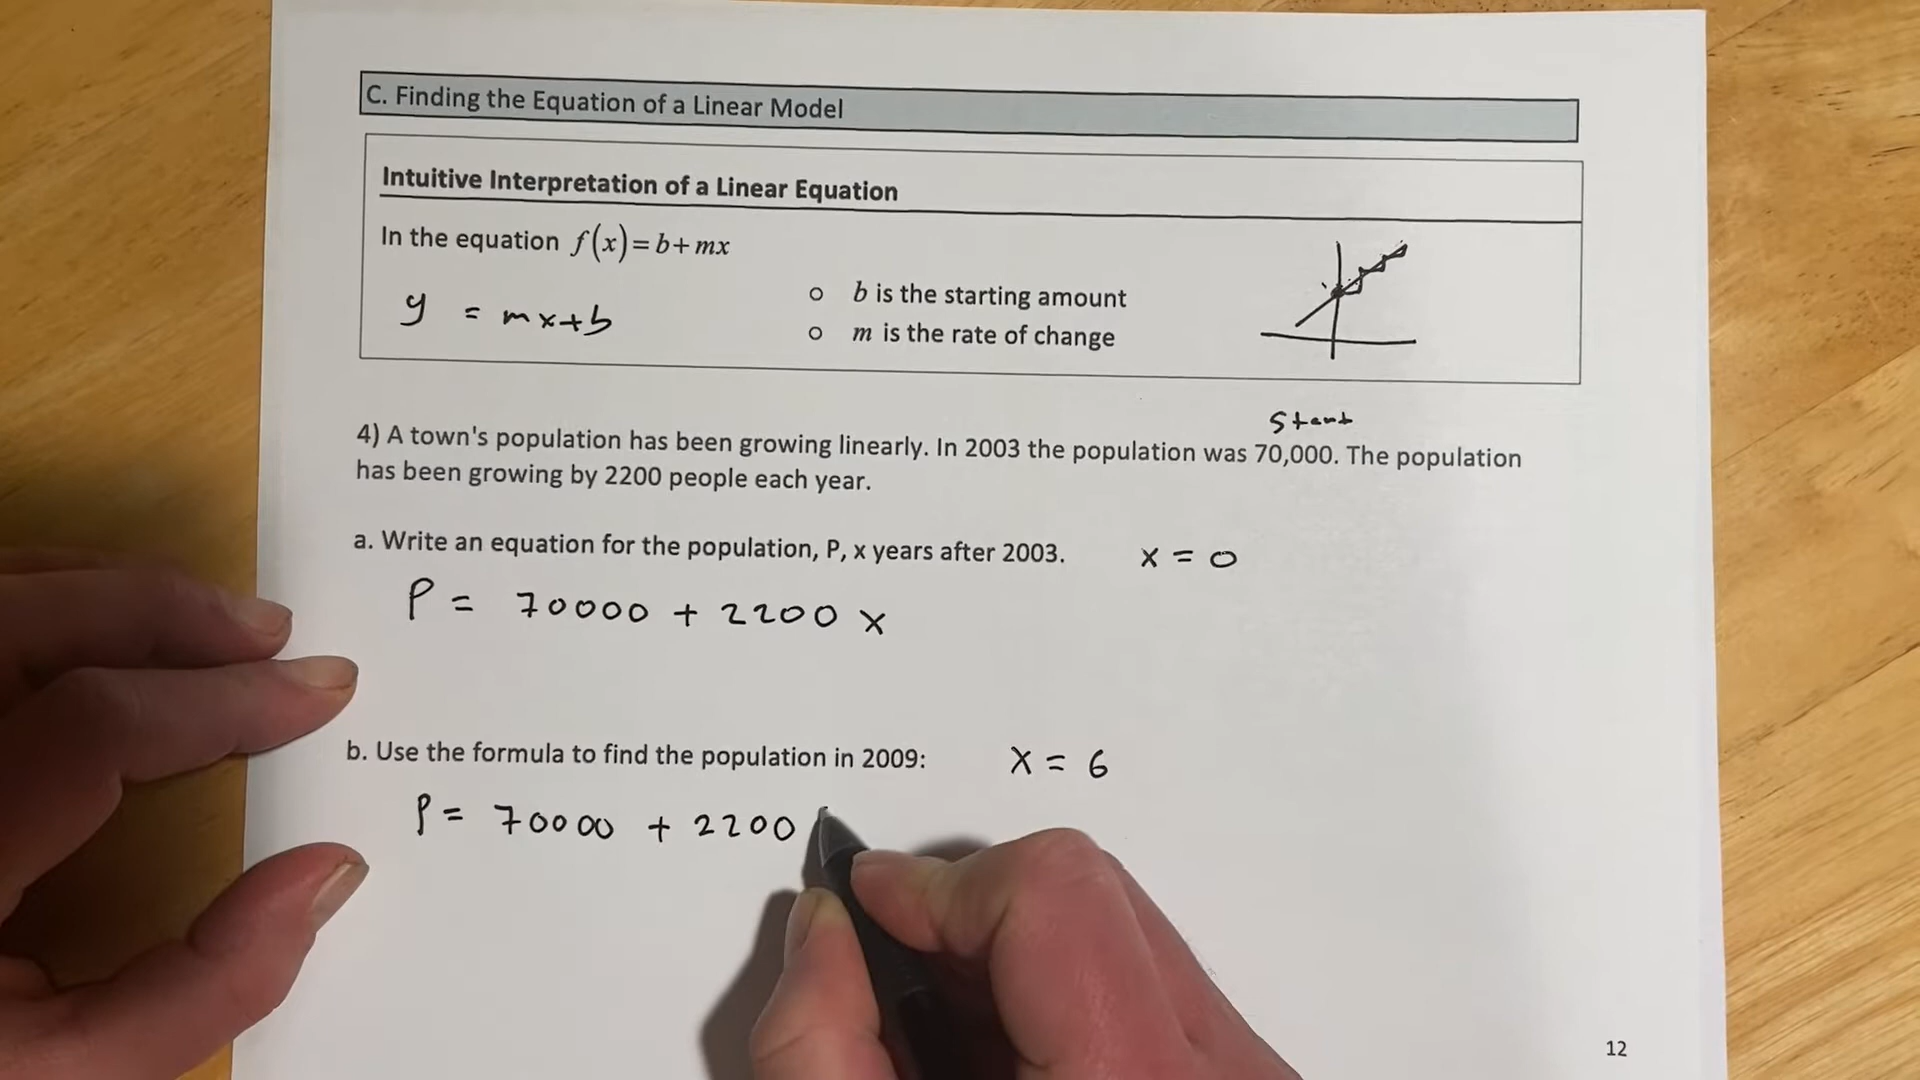 C. Finding the Equation of a Linear Model
Intuitive Interpretation of a Linear Equation
In the equation f(x)=b+mx
y = mx+b
○ b is the starting amount
○ m is the rate of change
Start
4) A town's population has been growing linearly. In 2003 the population was 70,000. The population
has been growing by 2200 people each year.
a. Write an equation for the population, P, x years after 2003. x = 0
P = 70000 + 2200 x
b. Use the formula to find the population in 2009: x = 6
P = 70000 + 2200
12